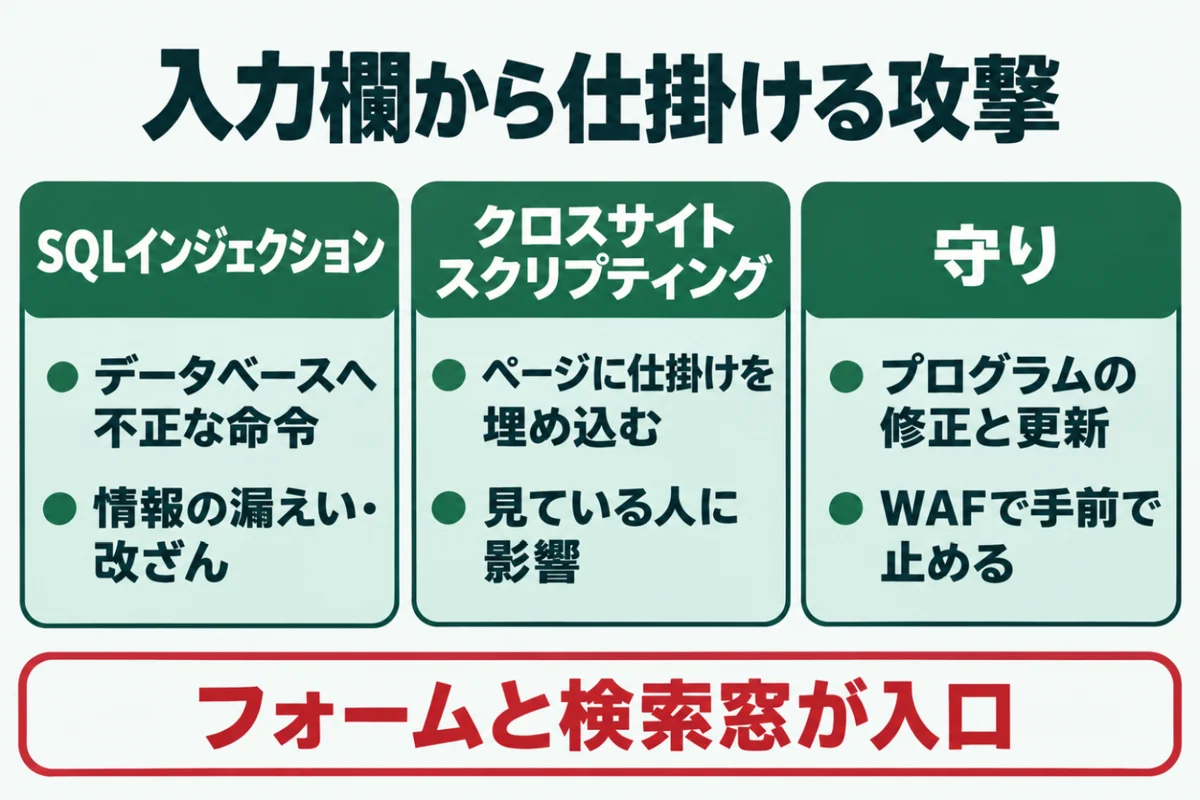 入力欄から仕掛ける攻撃
SQLインジェクション
データベースへ
不正な命令
情報の漏えい・
改ざん
クロスサイト
スクリプティング
ページに仕掛けを
埋め込む
見ている人に
影響
守り
プログラムの
修正と更新
WAFで手前で
止める
フォームと検索窓が入口